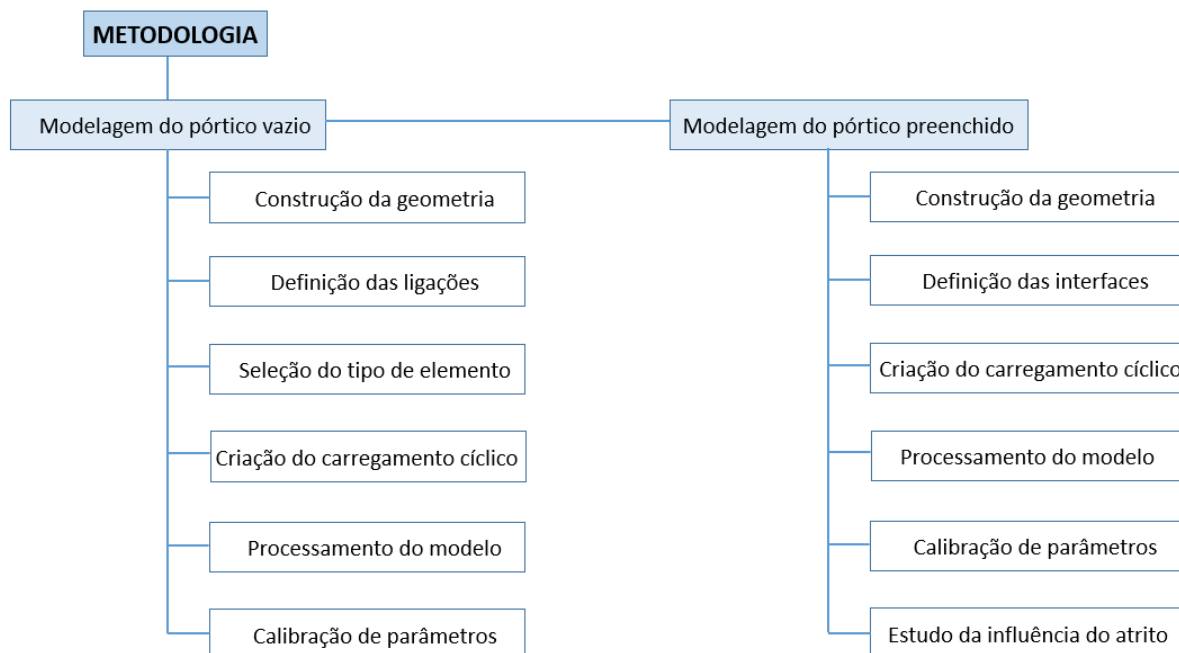 METODOLOGIA
Modelagem do pórtico vazio
Construção da geometria
Definição das ligações
Seleção do tipo de elemento
Criação do carregamento cíclico
Processamento do modelo
Calibração de parâmetros
Modelagem do pórtico preenchido
Construção da geometria
Definição das interfaces
Criação do carregamento cíclico
Processamento do modelo
Calibração de parâmetros
Estudo da influência do atrito